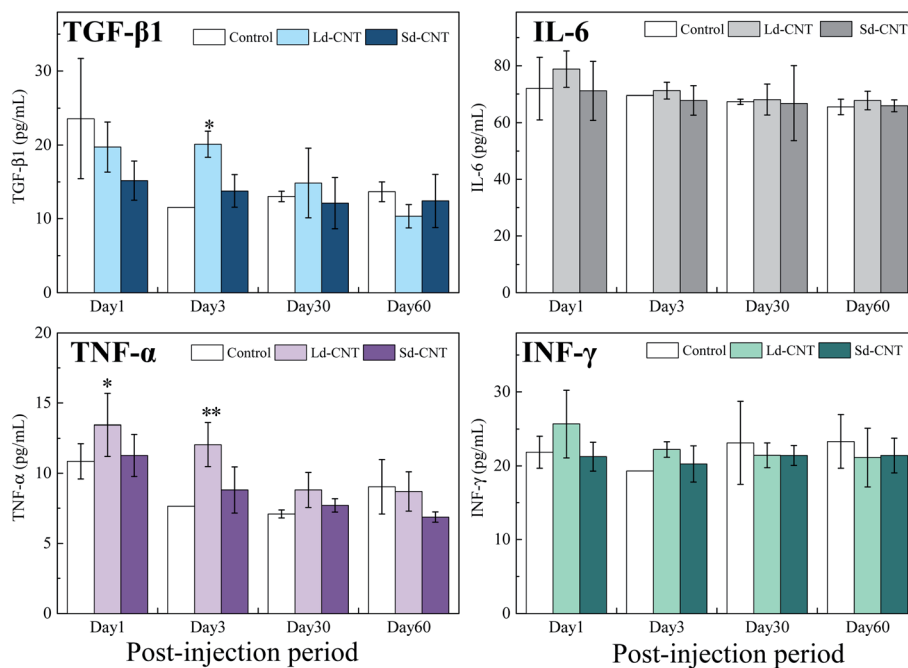 TGF-β1
Control Ld-CNT Sd-CNT
TGF-β1 (pg/mL)
30
20
10
0
*
Day1 Day3 Day30 Day60
IL-6
Control Ld-CNT Sd-CNT
IL-6 (pg/mL)
80
60
40
20
0
Day1 Day3 Day30 Day60
TNF-α
Control Ld-CNT Sd-CNT
TNF-α (pg/mL)
20
15
10
5
0
*
**
Day1 Day3 Day30 Day60
Post-injection period
INF-γ
Control Ld-CNT Sd-CNT
INF-γ (pg/mL)
30
20
10
0
Day1 Day3 Day30 Day60
Post-injection period